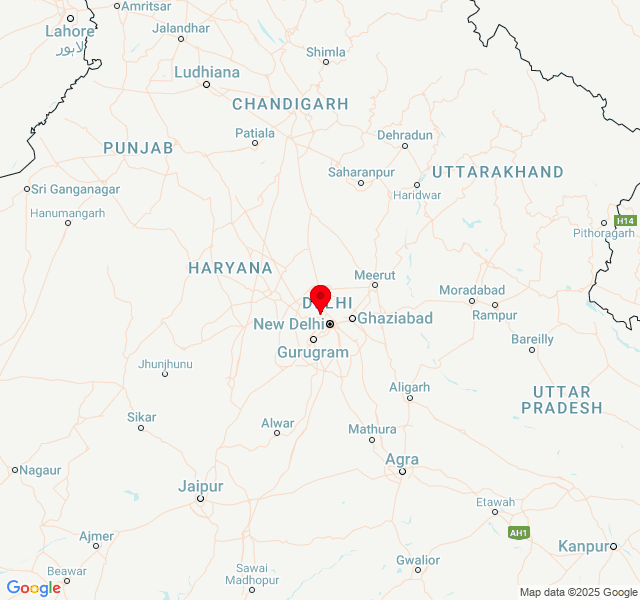 Amritsar
Lahore
لاہور
Jalandhar
Shimla
Ludhiana
CHANDIGARH
Patiala
Dehradun
PUNJAB
Saharanpur
UTTARAKHAND
Sri Ganganagar
Haridwar
Hanumangarh
H14
Pithoragarh
HARYANA
Meerut
Moradabad
DELHI
Rampur
New Delhi
Ghaziabad
Bareilly
Gurugram
Jhunjhunu
Aligarh
UTTAR
PRADESH
Sikar
Alwar
Mathura
Nagaur
Agra
Jaipur
Etawah
AH1
Ajmer
Kanpur
Gwalior
Beawar
Sawai
Madhopur
Google
Map data ©2025 Google